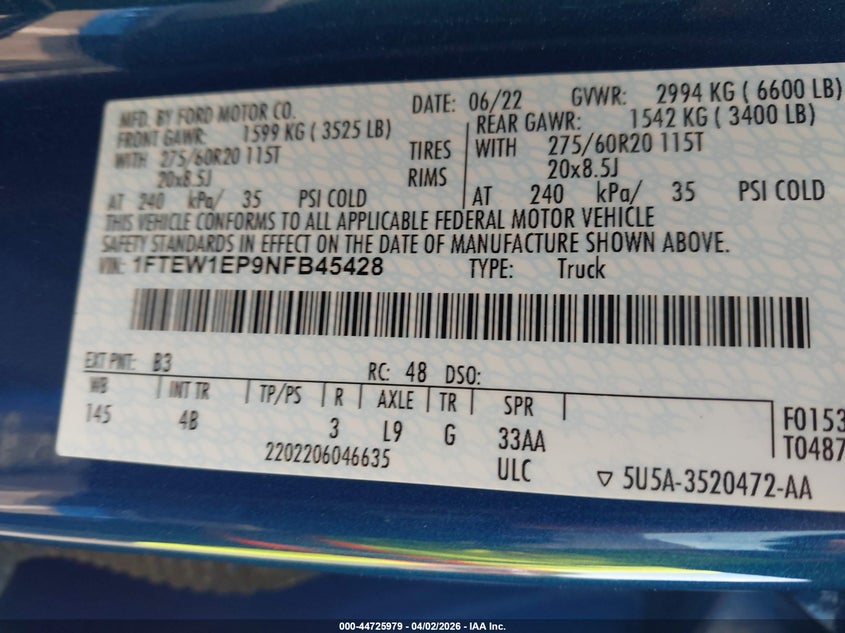 MFD. BY FORD MOTOR CO. DATE: 06/22 GVWR: 2994 KG ( 6600 LB)
FRONT GAWR: 1599 KG ( 3525 LB) REAR GAWR: 1542 KG ( 3400 LB)
WITH 275/60R20 115T TIRES WITH 275/60R20 115T
20x8.5J RIMS 20x8.5J
AT 240 kPa/ 35 PSI COLD AT 240 kPa/ 35 PSI COLD
THIS VEHICLE CONFORMS TO ALL APPLICABLE FEDERAL MOTOR VEHICLE
SAFETY STANDARDS IN EFFECT ON THE DATE OF MANUFACTURE SHOWN ABOVE.
VIN: 1FTEW1EP9NFB45428 TYPE: Truck
EXT PNT: B3 RC: 48 DSO:
WB INT TR TP/PS R AXLE TR SPR
145 4B 3 L9 G 33AA F0153
2202206046635 ULC T0487
▽ 5U5A-3520472-AA
000-44725979 - 04/02/2026 - IAA Inc.